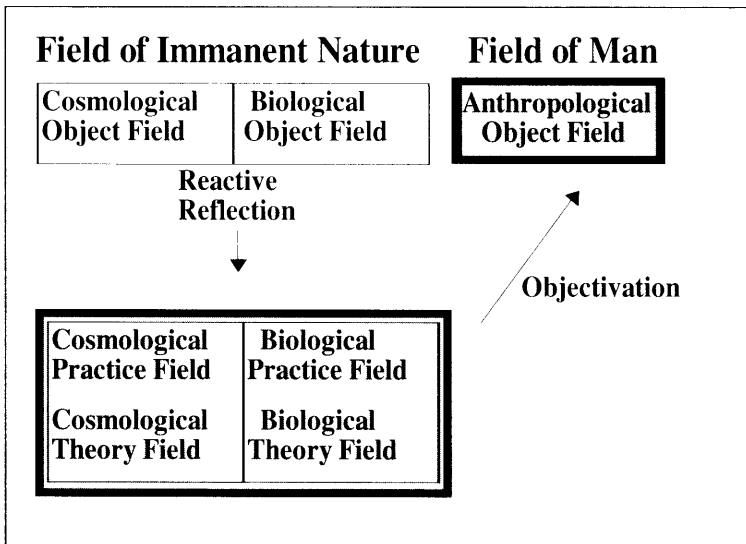 Field of Immanent Nature
Field of Man
Cosmological
Object Field
Biological
Object Field
Anthropological
Object Field
Reactive
Reflection
Objectivation
Cosmological
Practice Field
Biological
Practice Field
Cosmological
Theory Field
Biological
Theory Field